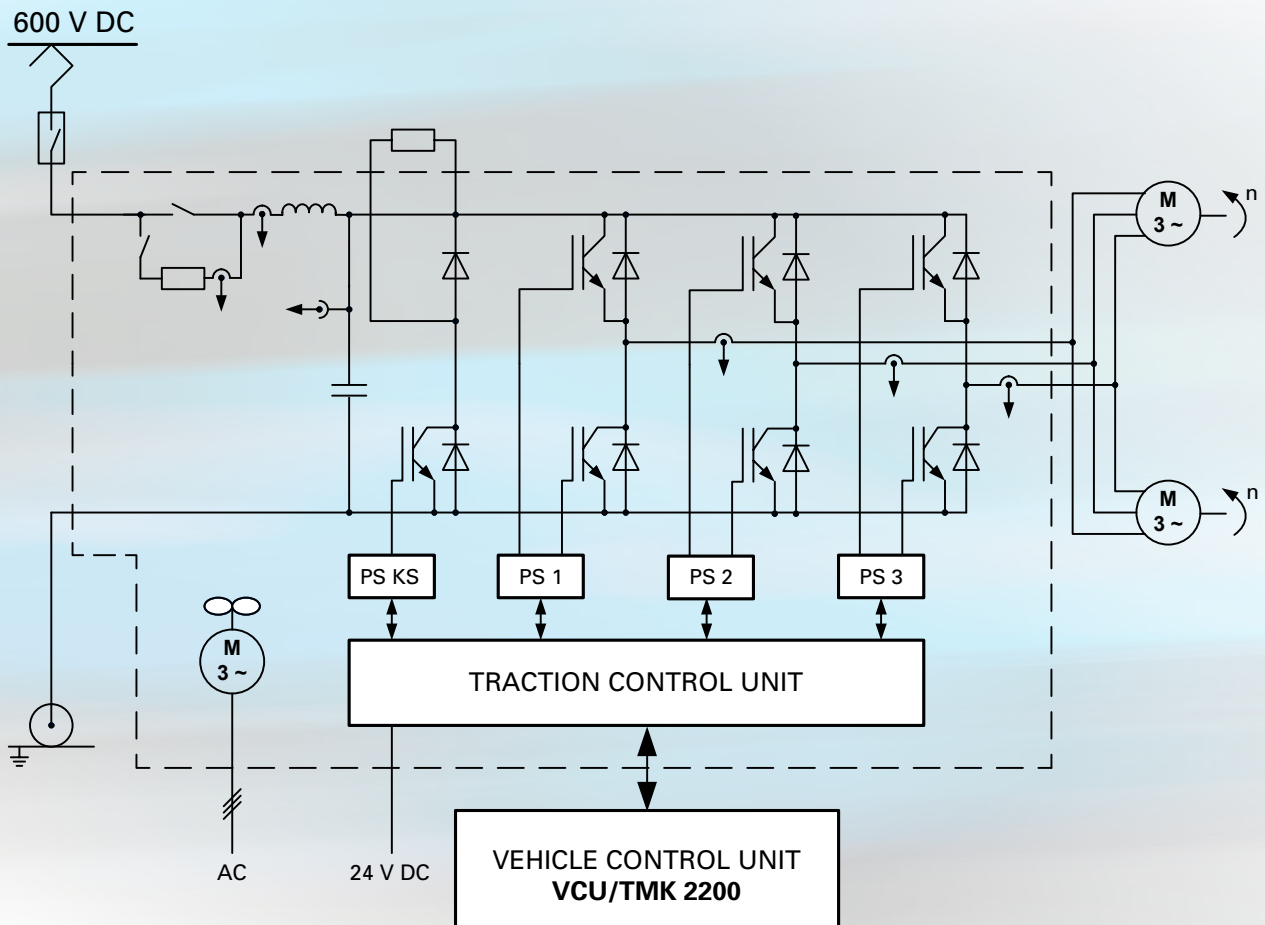 600 V DC
M
3 ~
n
M
3 ~
n
PS KS
PS 1
PS 2
PS 3
M
3 ~
TRACTION CONTROL UNIT
AC
24 V DC
VEHICLE CONTROL UNIT
VCU/TMK 2200